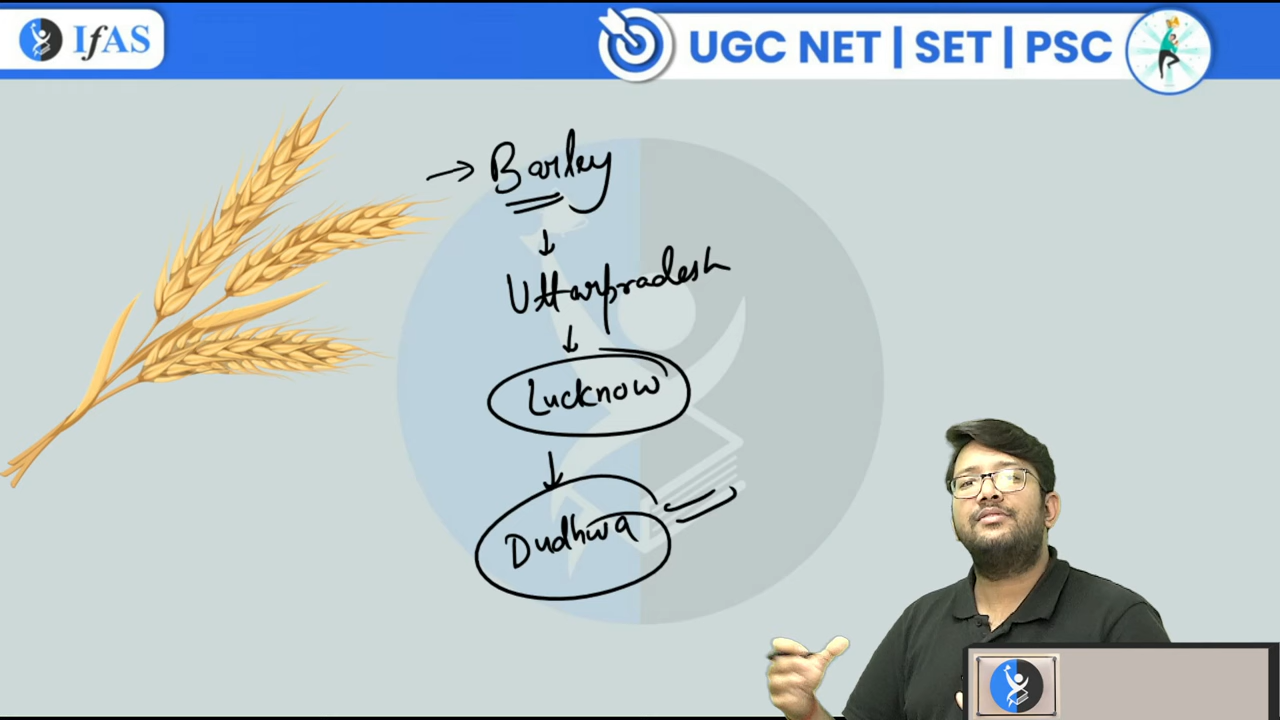 IfAS
UGC NET | SET | PSC
Barley
Uttarpradesh
Lucknow
Dudhwa